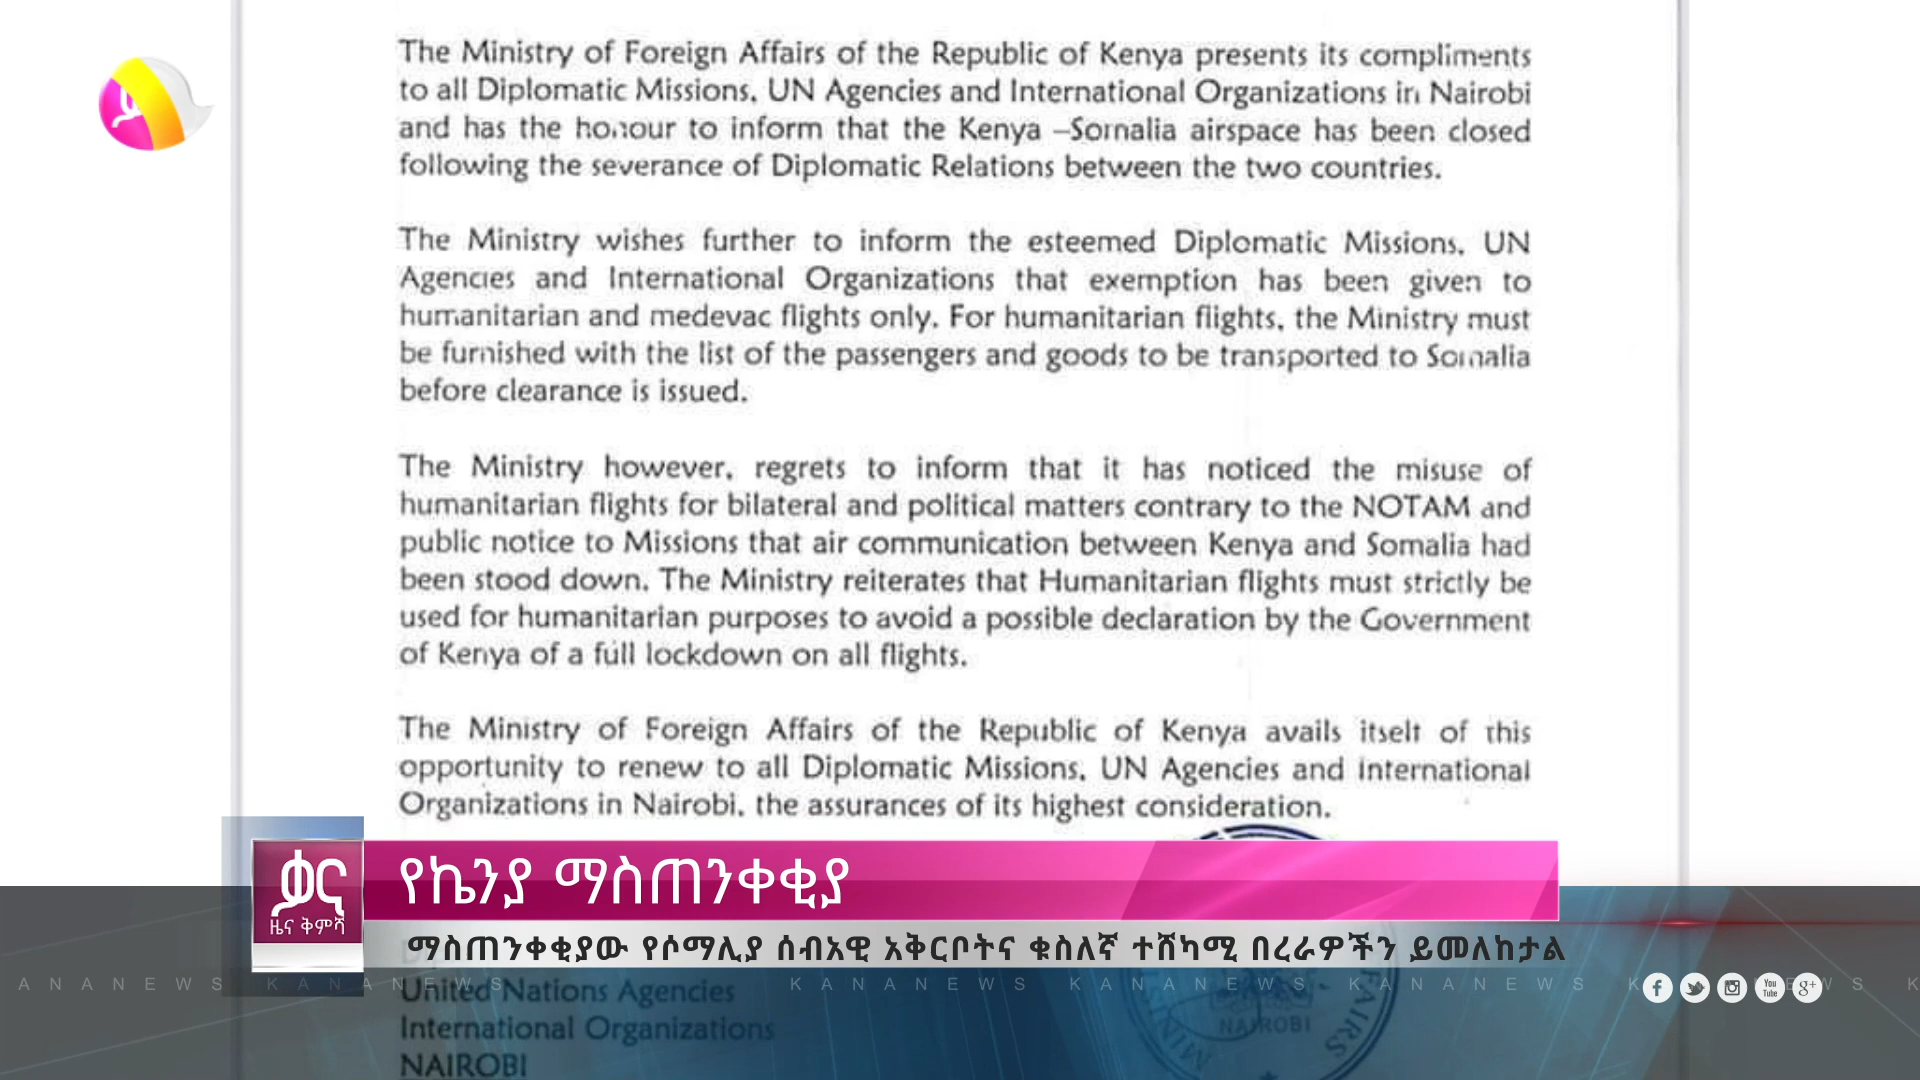 The Ministry of Foreign Affairs of the Republic of Kenya presents its compliments
to all Diplomatic Missions, UN Agencies and International Organizations in Nairobi
and has the honour to inform that the Kenya –Somalia airspace has been closed
following the severance of Diplomatic Relations between the two countries.
The Ministry wishes further to inform the esteemed Diplomatic Missions, UN
Agencies and International Organizations that exemption has been given to
humanitarian and medevac flights only. For humanitarian flights, the Ministry must
be furnished with the list of the passengers and goods to be transported to Somalia
before clearance is issued.
The Ministry however, regrets to inform that it has noticed the misuse of
humanitarian flights for bilateral and political matters contrary to the NOTAM and
public notice to Missions that air communication between Kenya and Somalia had
been stood down. The Ministry reiterates that Humanitarian flights must strictly be
used for humanitarian purposes to avoid a possible declaration by the Government
of Kenya of a full lockdown on all flights.
The Ministry of Foreign Affairs of the Republic of Kenya avails itself of this
opportunity to renew to all Diplomatic Missions, UN Agencies and International
Organizations in Nairobi, the assurances of its highest consideration.
ቃና
ዜና ቅምሻ
የኬንያ ማስጠንቀቂያ
ማስጠንቀቂያው የሶማሊያ ሰብአዊ አቅርቦትና ቁስለኛ ተሸካሚ በረራዎችን ይመለከታል
ANANEWS KANANEWS KANANEWS KANANEWS KANANEWS K
United Nations Agencies
International Organizations
NAIROBI
NAIROBI
You Tube
g+